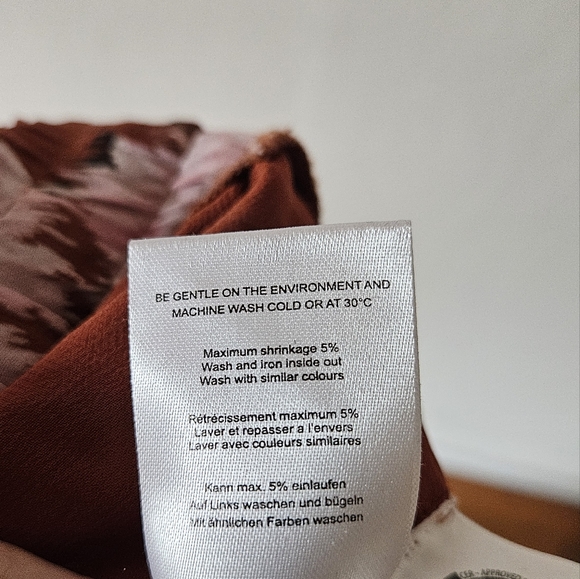 BE GENTLE ON THE ENVIRONMENT AND
MACHINE WASH COLD OR AT 30°C
Maximum shrinkage 5%
Wash and iron inside out
Wash with similar colours
Rétrécissement maximum 5%
Laver et repasser a l'envers
Laver avec couleurs similaires
Kann max. 5% einlaufen
Auf Links waschen und bügeln
Mit ähnlichen Farben waschen
APPROVED